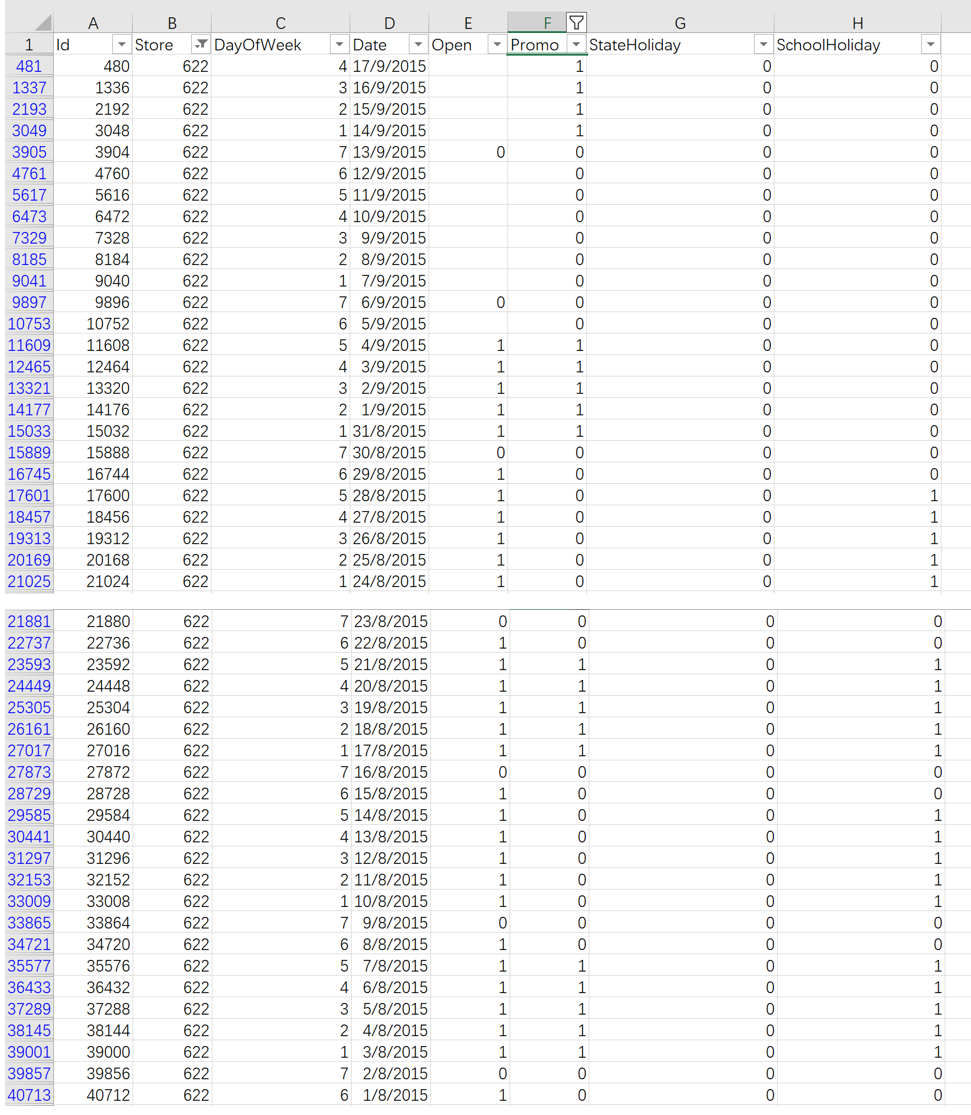 A B C D E F G H
1 Id Store DayOfWeek Date Open Promo StateHoliday SchoolHoliday
481 480 622 4 17/9/2015 1 0 0
1337 1336 622 3 16/9/2015 1 0 0
2193 2192 622 2 15/9/2015 1 0 0
3049 3048 622 1 14/9/2015 1 0 0
3905 3904 622 7 13/9/2015 0 0 0 0
4761 4760 622 6 12/9/2015 0 0 0
5617 5616 622 5 11/9/2015 0 0 0
6473 6472 622 4 10/9/2015 0 0 0
7329 7328 622 3 9/9/2015 0 0 0
8185 8184 622 2 8/9/2015 0 0 0
9041 9040 622 1 7/9/2015 0 0 0
9897 9896 622 7 6/9/2015 0 0 0 0
10753 10752 622 6 5/9/2015 0 0 0
11609 11608 622 5 4/9/2015 1 1 0 0
12465 12464 622 4 3/9/2015 1 1 0 0
13321 13320 622 3 2/9/2015 1 1 0 0
14177 14176 622 2 1/9/2015 1 1 0 0
15033 15032 622 1 31/8/2015 1 1 0 0
15889 15888 622 7 30/8/2015 0 0 0 0
16745 16744 622 6 29/8/2015 1 0 0 0
17601 17600 622 5 28/8/2015 1 0 0 1
18457 18456 622 4 27/8/2015 1 0 0 1
19313 19312 622 3 26/8/2015 1 0 0 1
20169 20168 622 2 25/8/2015 1 0 0 1
21025 21024 622 1 24/8/2015 1 0 0 1
21881 21880 622 7 23/8/2015 0 0 0 0
22737 22736 622 6 22/8/2015 1 0 0 0
23593 23592 622 5 21/8/2015 1 1 0 1
24449 24448 622 4 20/8/2015 1 1 0 1
25305 25304 622 3 19/8/2015 1 1 0 1
26161 26160 622 2 18/8/2015 1 1 0 1
27017 27016 622 1 17/8/2015 1 1 0 1
27873 27872 622 7 16/8/2015 0 0 0 0
28729 28728 622 6 15/8/2015 1 0 0 0
29585 29584 622 5 14/8/2015 1 0 0 1
30441 30440 622 4 13/8/2015 1 0 0 1
31297 31296 622 3 12/8/2015 1 0 0 1
32153 32152 622 2 11/8/2015 1 0 0 1
33009 33008 622 1 10/8/2015 1 0 0 1
33865 33864 622 7 9/8/2015 0 0 0 0
34721 34720 622 6 8/8/2015 1 0 0 0
35577 35576 622 5 7/8/2015 1 1 0 1
36433 36432 622 4 6/8/2015 1 1 0 1
37289 37288 622 3 5/8/2015 1 1 0 1
38145 38144 622 2 4/8/2015 1 1 0 1
39001 39000 622 1 3/8/2015 1 1 0 1
39857 39856 622 7 2/8/2015 0 0 0 0
40713 40712 622 6 1/8/2015 1 0 0 0